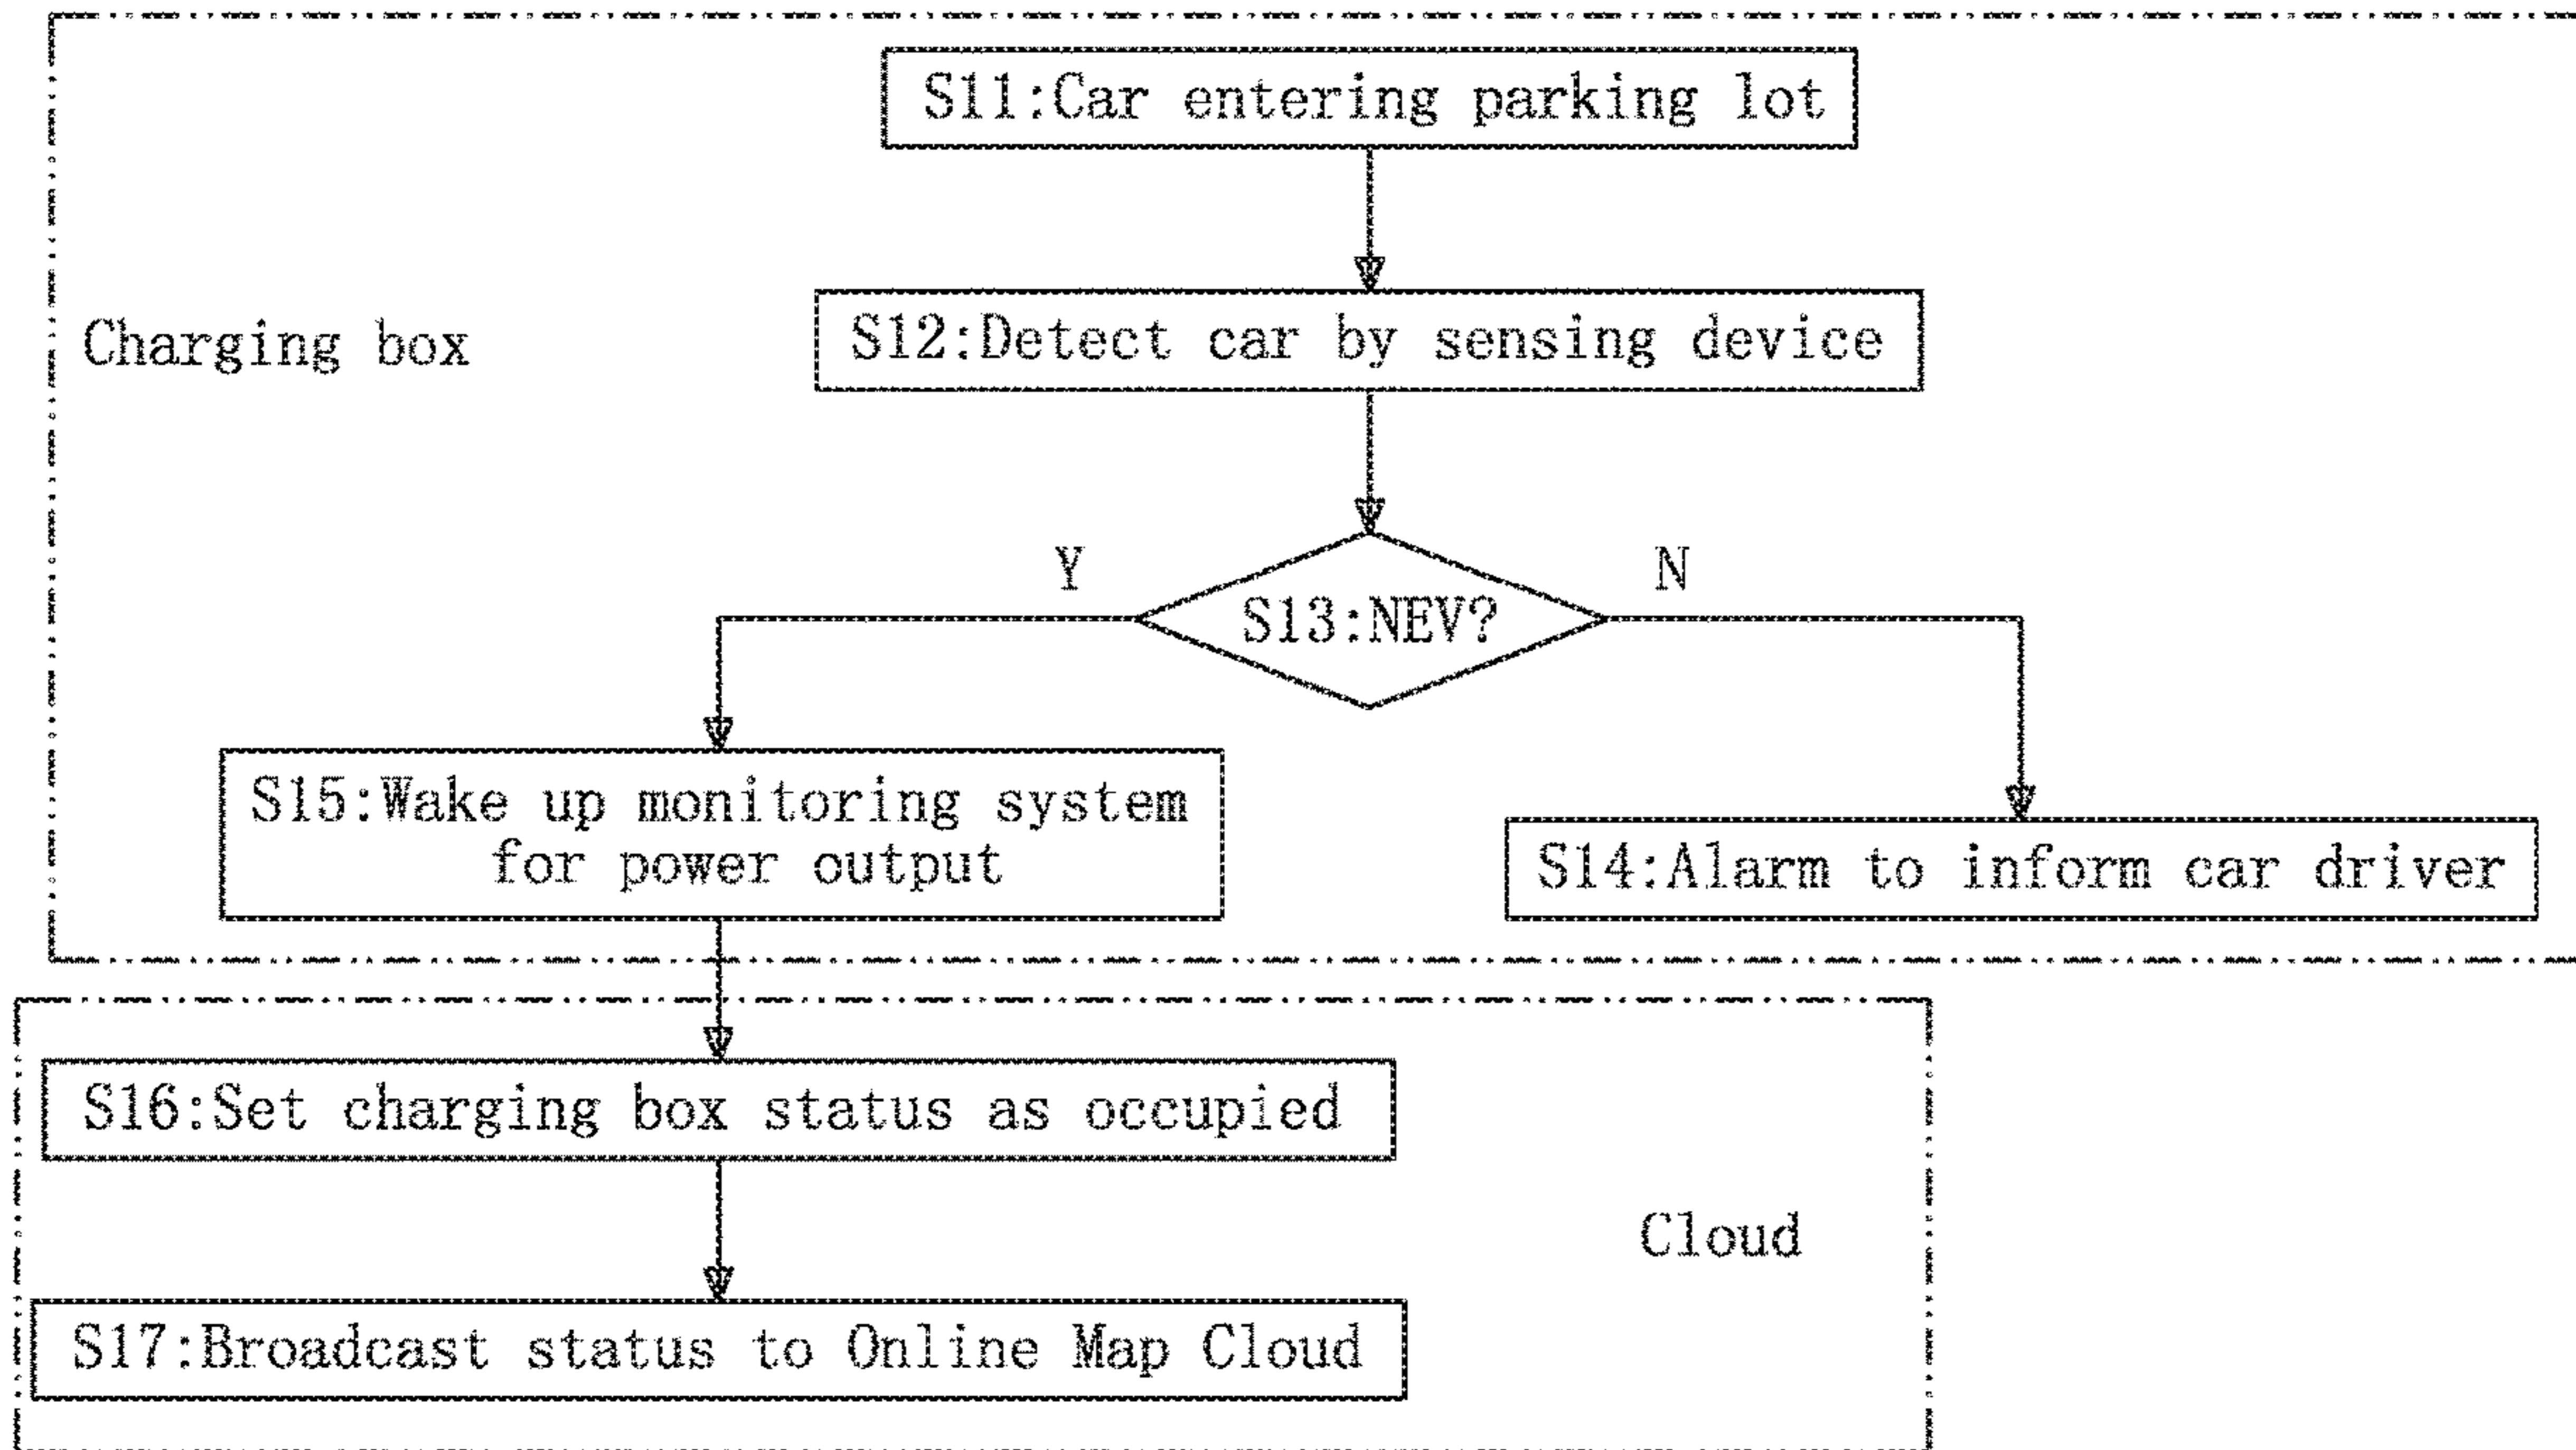 S11:Car entering parking lot
Charging box
S12:Detect car by sensing device
Y
N
S13:NEV?
S15:Wake up monitoring system
for power output
S14:Alarm to inform car driver
S16:Set charging box status as occupied
Cloud
S17:Broadcast status to Online Map Cloud